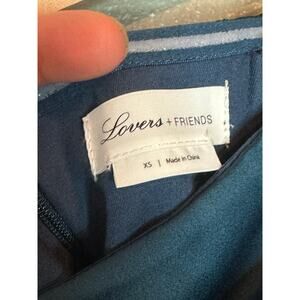 Lovers + FRIENDS
XS | Made in China